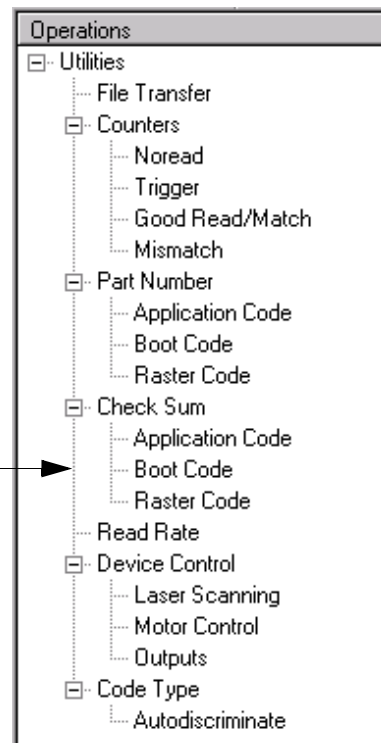 Operations
Utilities
File Transfer
Counters
Noread
Trigger
Good Read/Match
Mismatch
Part Number
Application Code
Boot Code
Raster Code
Check Sum
Application Code
Boot Code
Raster Code
Read Rate
Device Control
Laser Scanning
Motor Control
Outputs
Code Type
Autodiscriminate